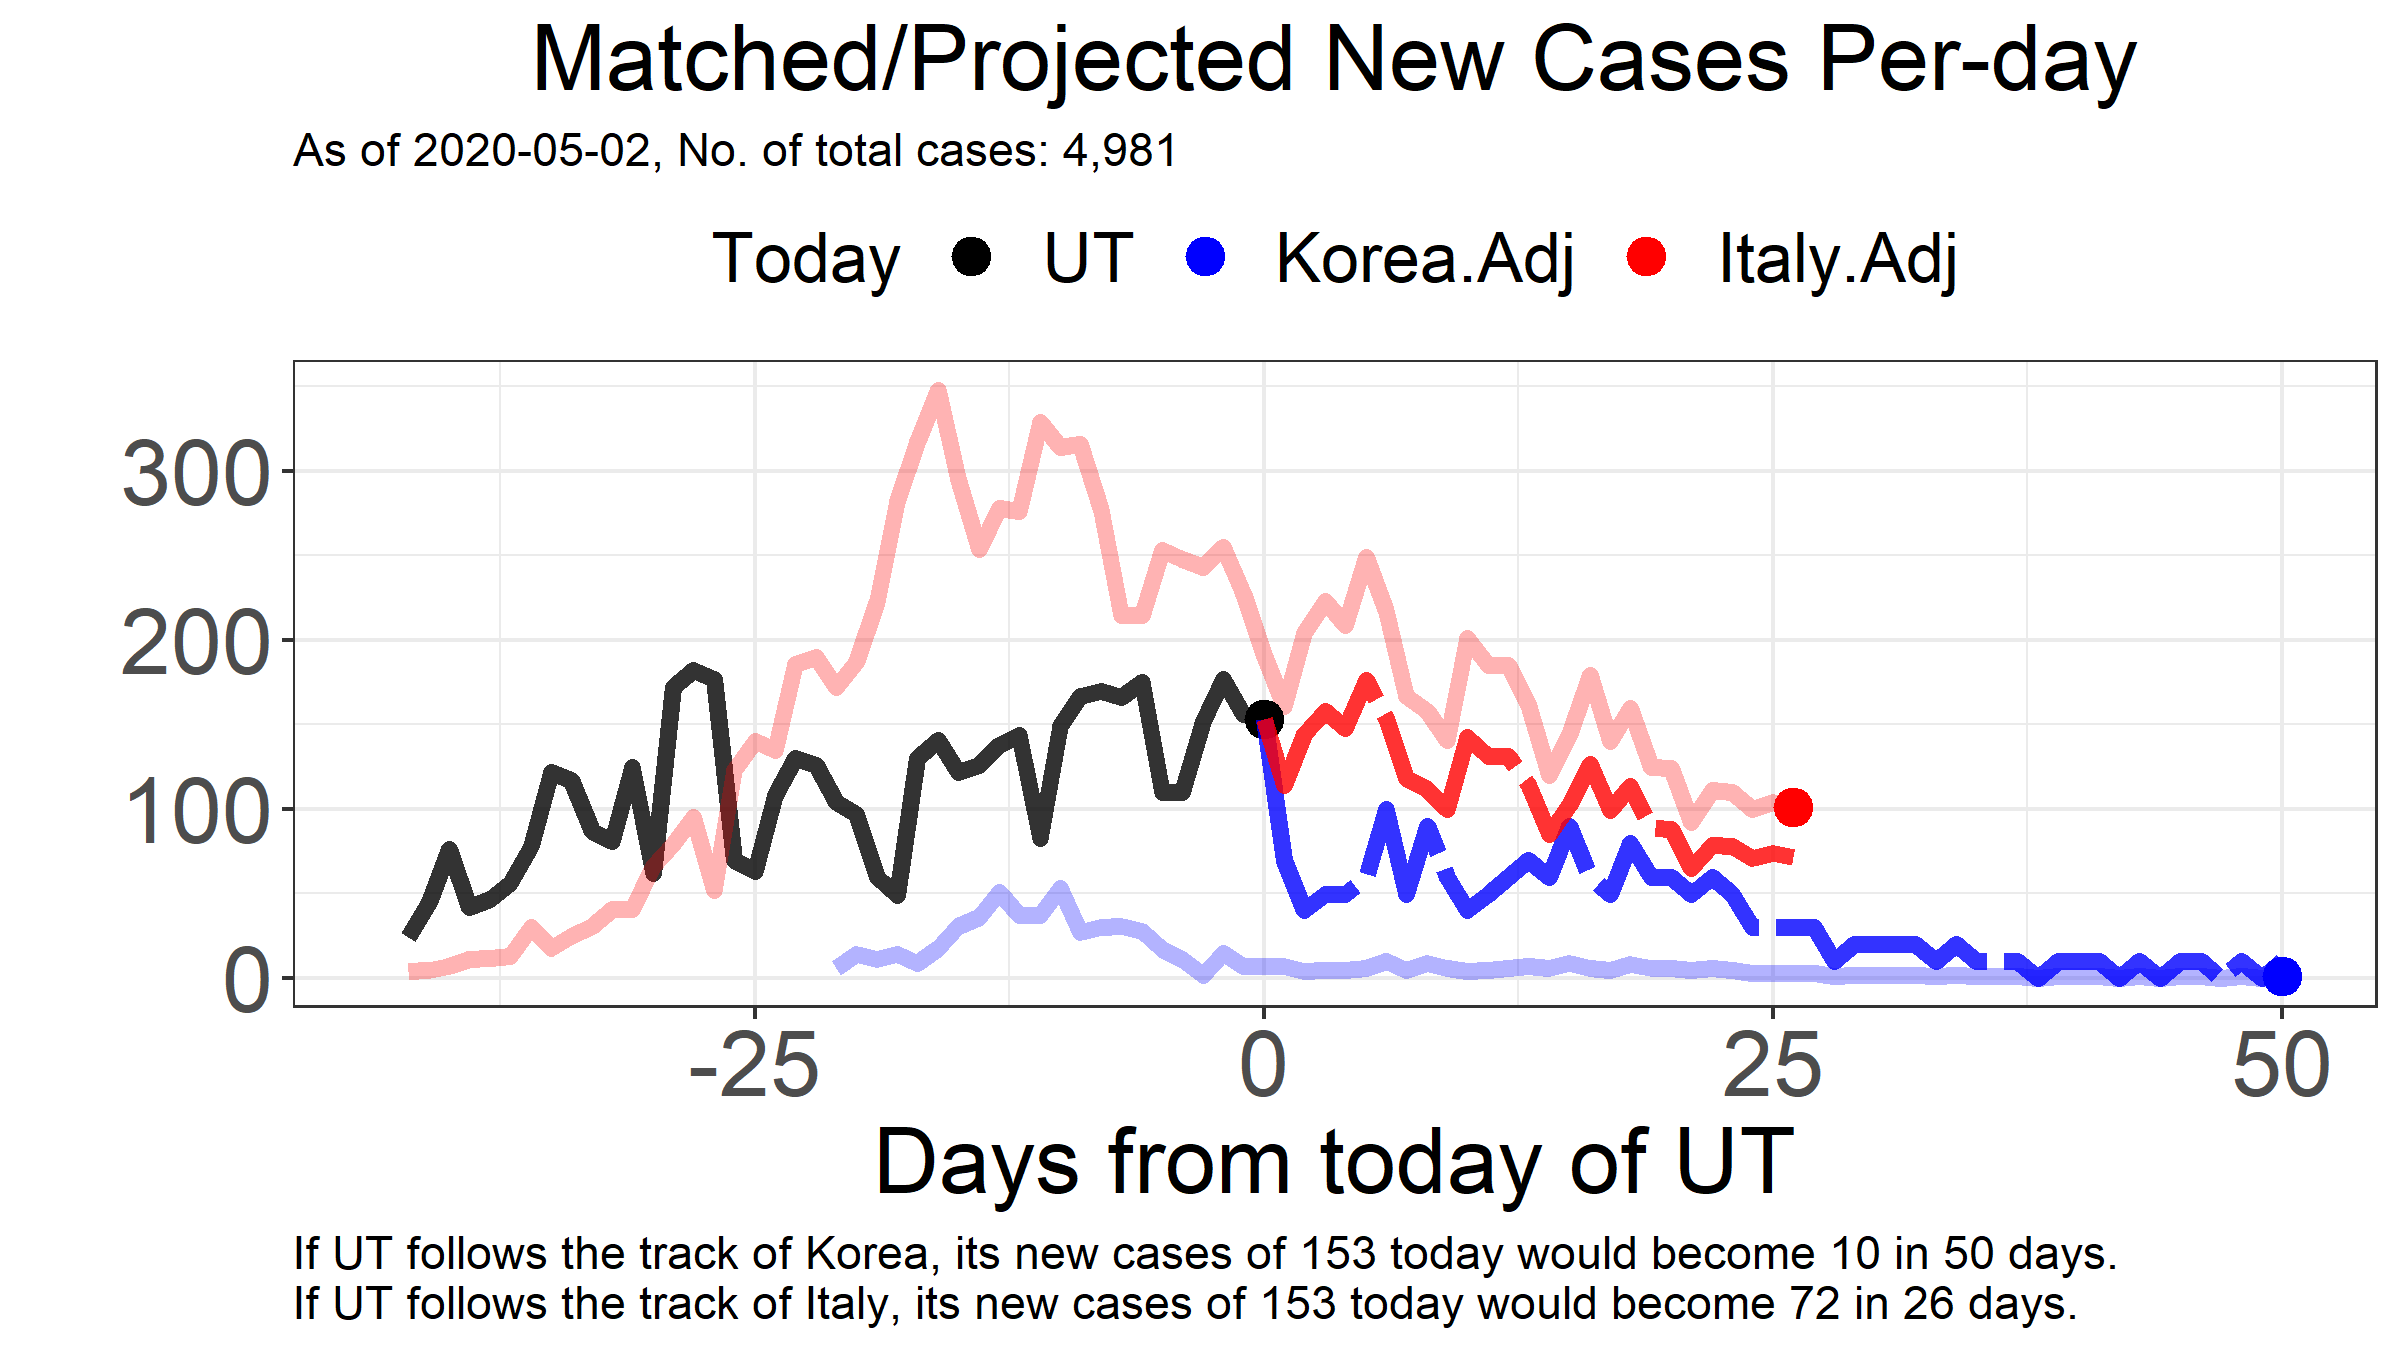 Matched/Projected New Cases Per-day
As of 2020-05-02, No. of total cases: 4,981
Today UT Korea.Adj Italy.Adj
300
200
100
0
-25 0 25 50
Days from today of UT
If UT follows the track of Korea, its new cases of 153 today would become 10 in 50 days.
If UT follows the track of Italy, its new cases of 153 today would become 72 in 26 days.